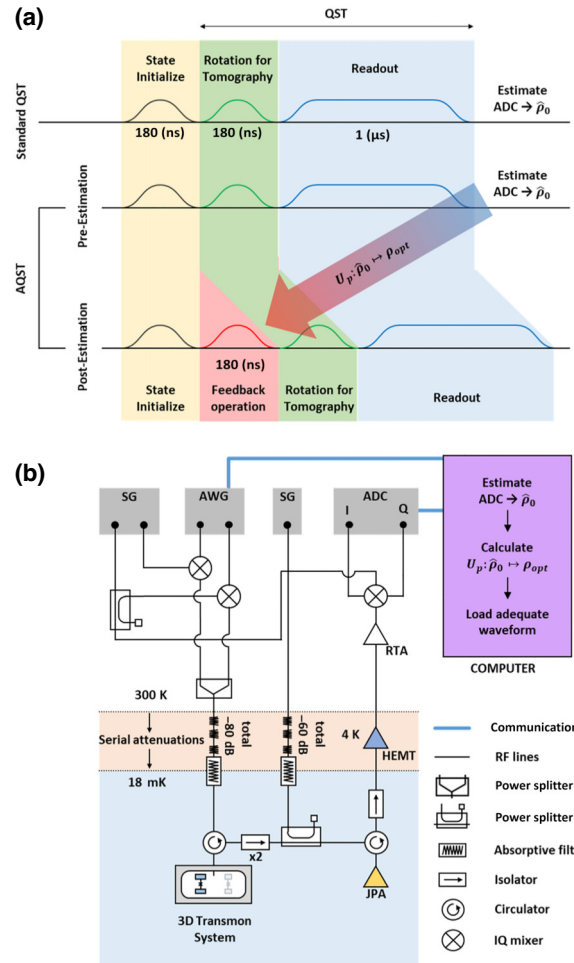 (a)
QST
State
Initialize
Rotation for
Tomography
Readout
Standard QST
180 (ns)
180 (ns)
1 (μs)
Estimate
ADC → ρ̂₀
AQST
Pre-Estimation
Estimate
ADC → ρ̂₀
Uₚ: ρ̂₀ ↦ ρₒₚₜ
Post-Estimation
180 (ns)
State
Initialize
Feedback
operation
Rotation for
Tomography
Readout
(b)
SG
AWG
SG
ADC
I
Q
Estimate
ADC → ρ̂₀
Calculate
Uₚ: ρ̂₀ ↦ ρₒₚₜ
Load adequate
waveform
COMPUTER
RTA
300 K
Serial attenuations
18 mK
total
−80 dB
total
−60 dB
4 K
HEMT
x2
JPA
3D Transmon
System
Communication
RF lines
Power splitter
Power splitter
Absorptive filt
Isolator
Circulator
IQ mixer